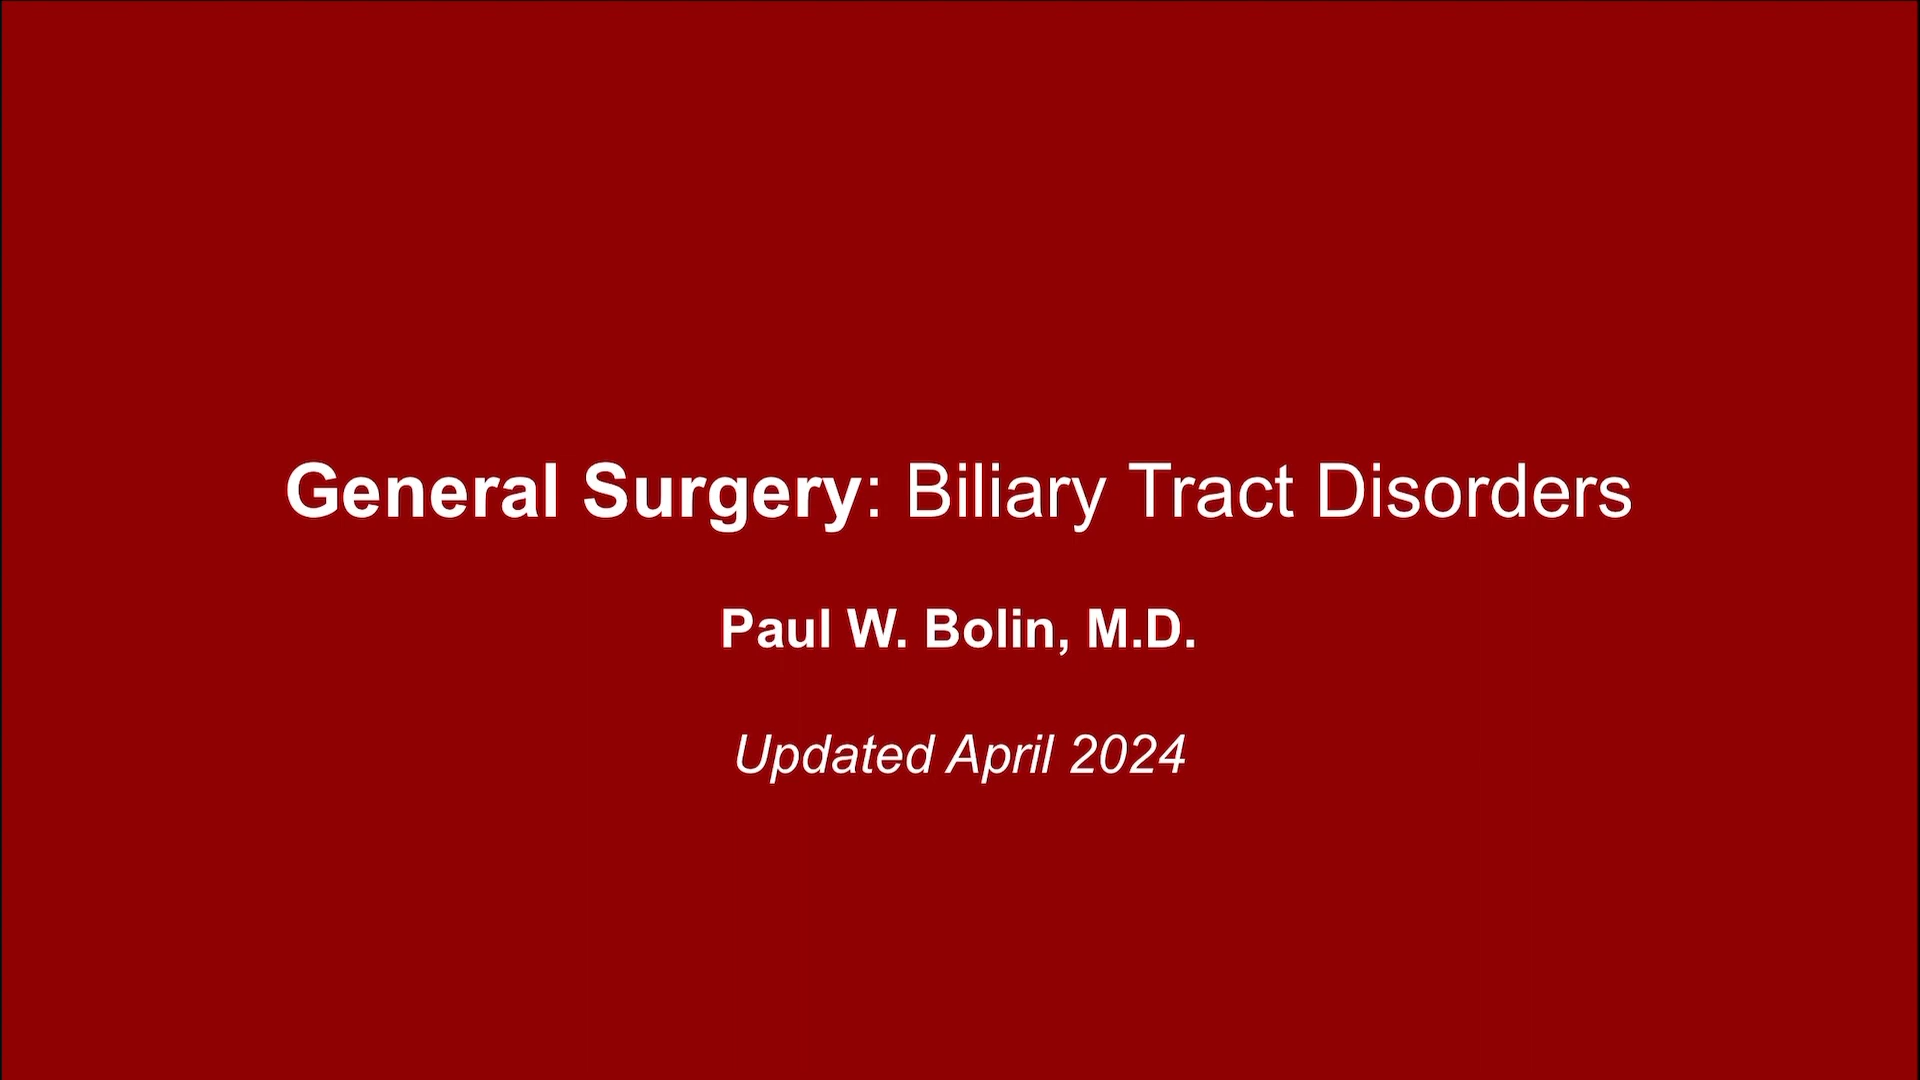 General Surgery: Biliary Tract Disorders
Paul W. Bolin, M.D.
Updated April 2024